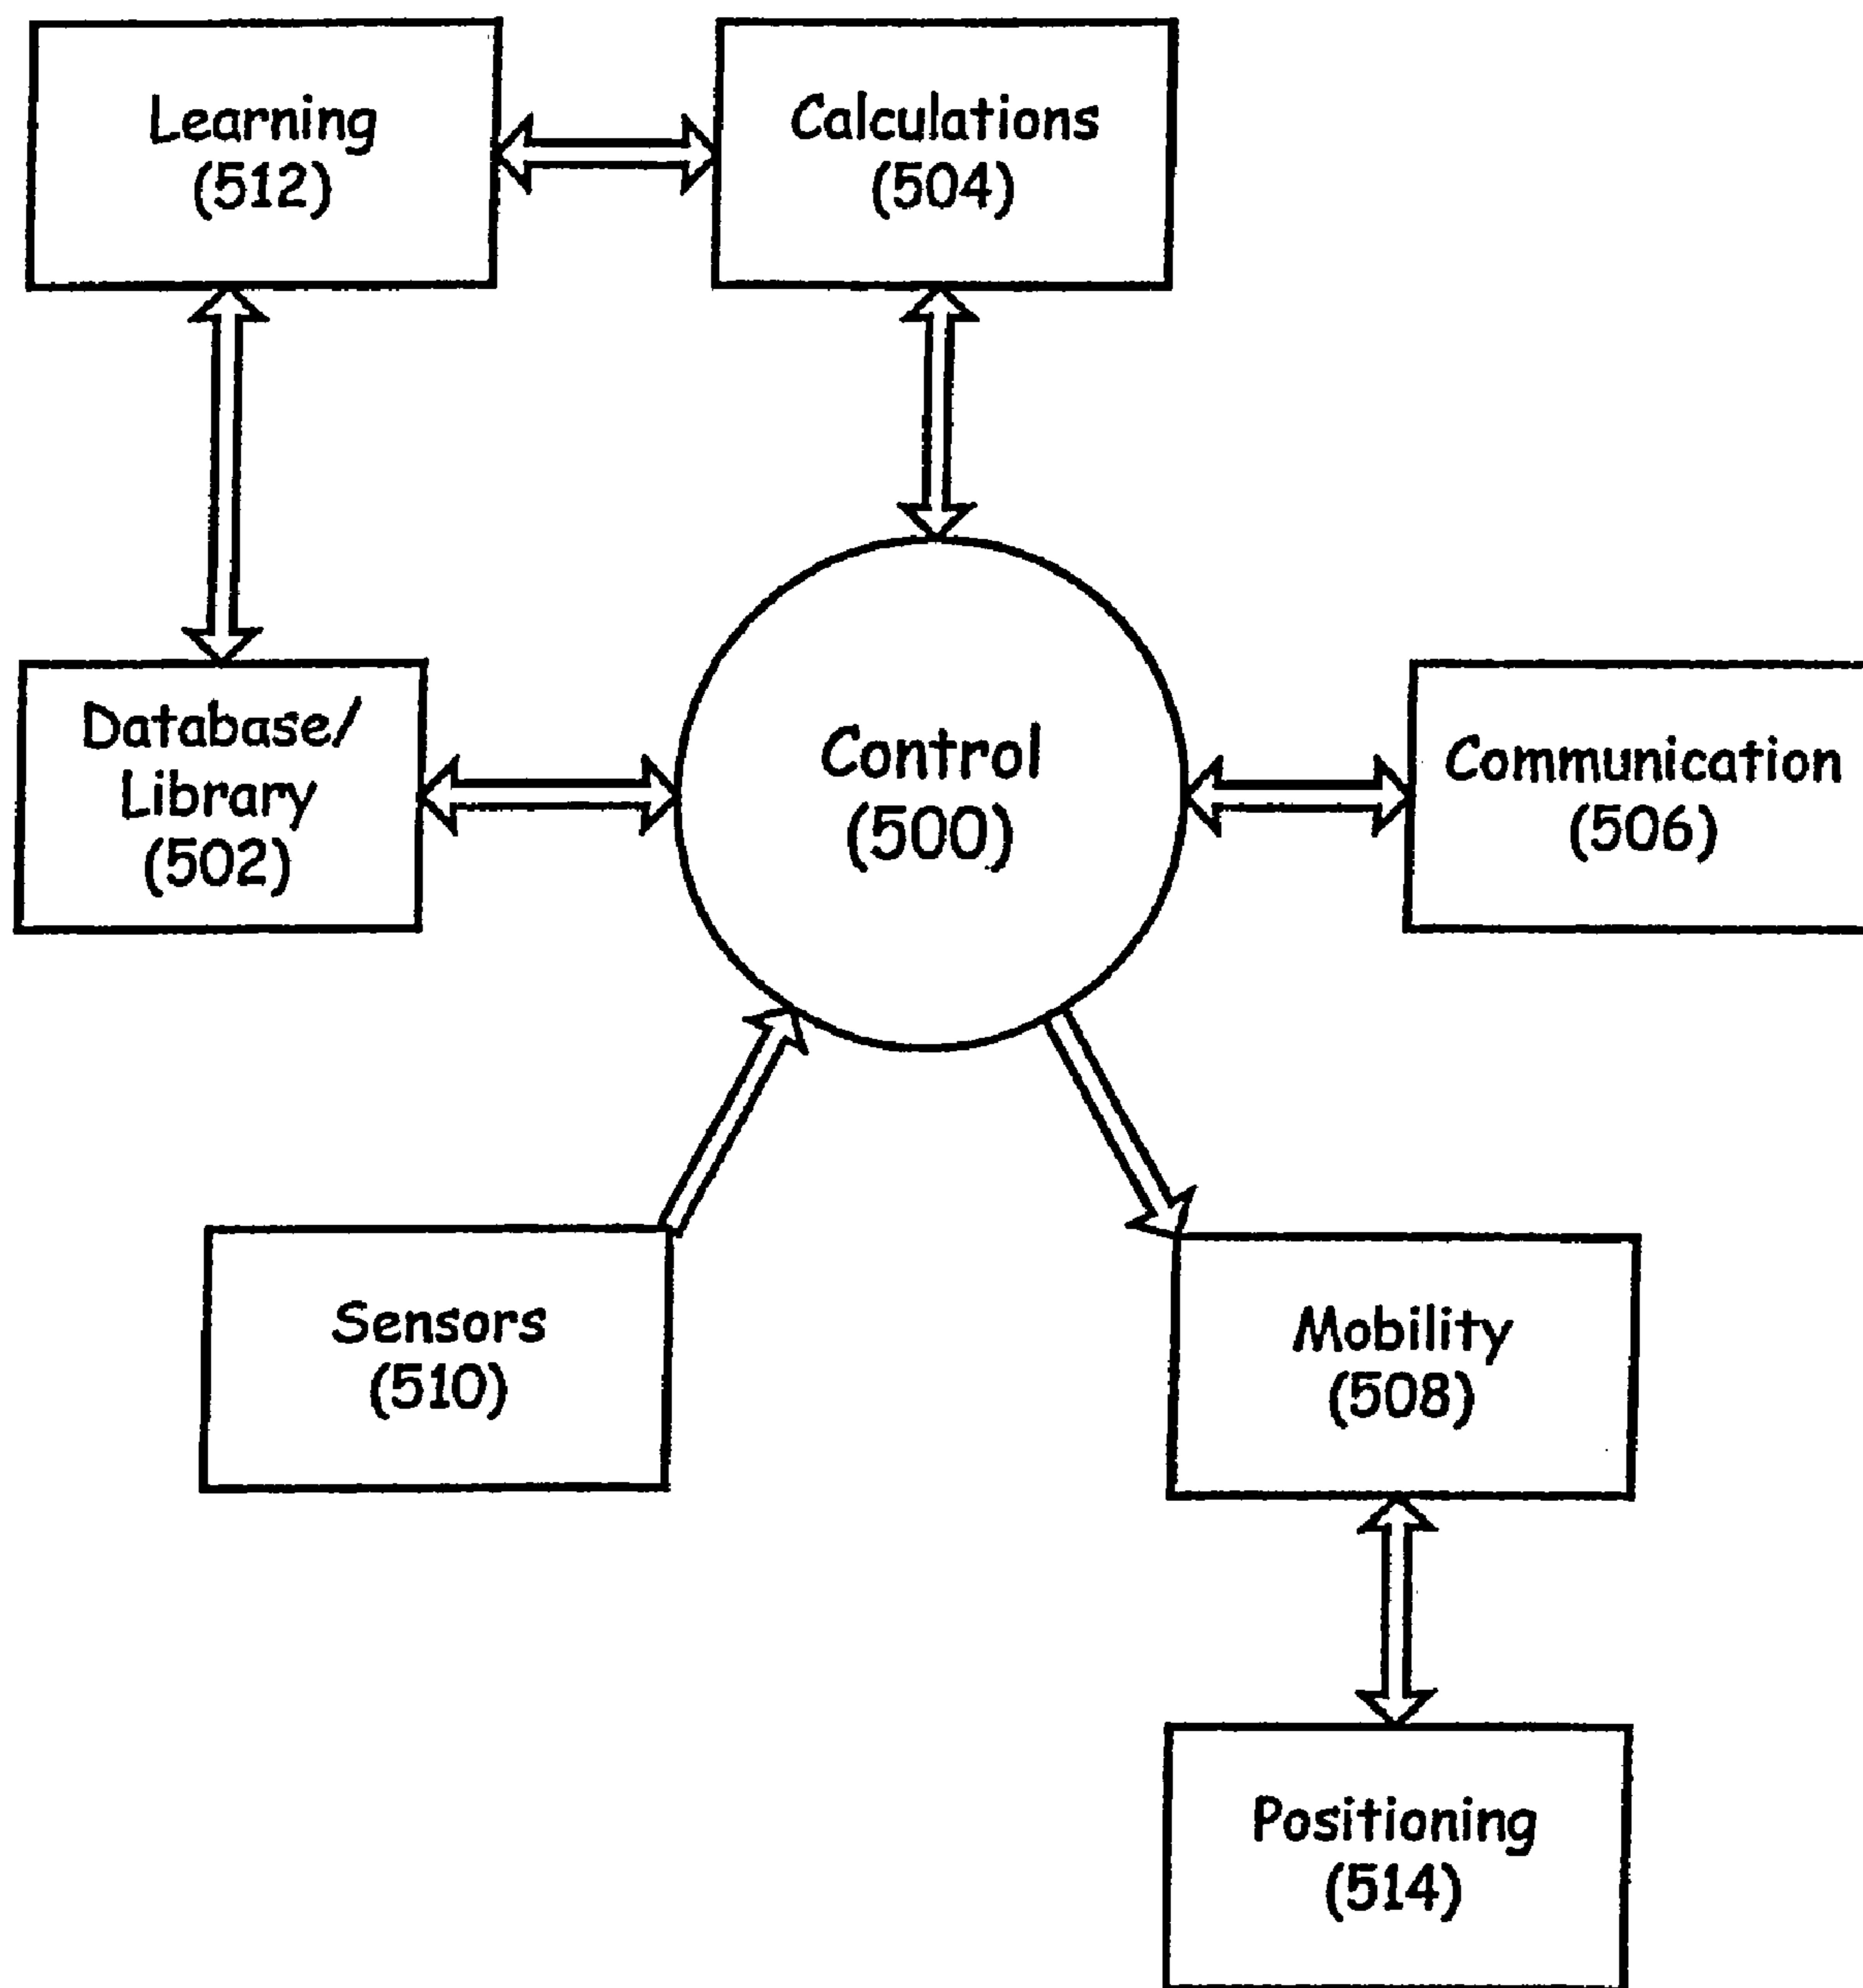 Learning
(512)
Calculations
(504)
Database/
Library
(502)
Control
(500)
Communication
(506)
Sensors
(510)
Mobility
(508)
Positioning
(514)